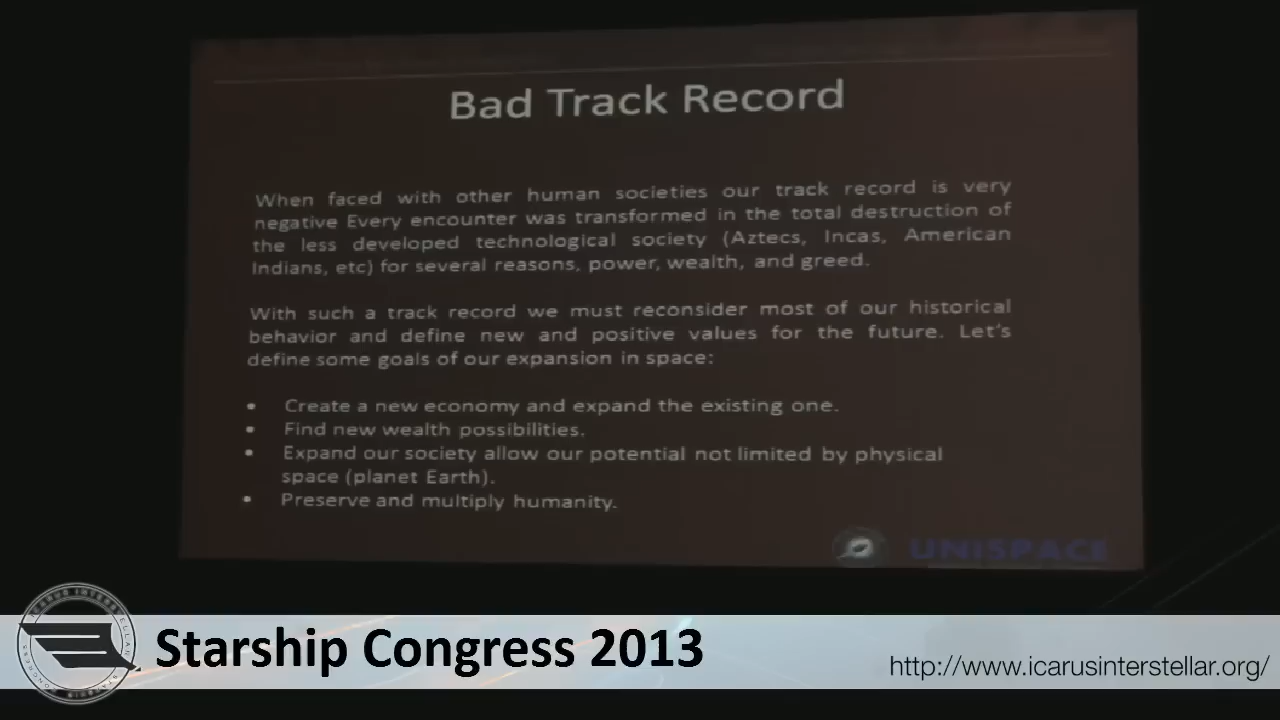 Bad Track Record
When faced with other human societies our track record is very
negative Every encounter was transformed in the total destruction of
the less developed technological society (Aztecs, Incas, American
Indians, etc) for several reasons, power, wealth, and greed.
With such a track record we must reconsider most of our historical
behavior and define new and positive values for the future. Let's
define some goals of our expansion in space:
• Create a new economy and expand the existing one.
• Find new wealth possibilities.
• Expand our society allow our potential not limited by physical
space (planet Earth).
• Preserve and multiply humanity.
UNISPACE
ICARUS INTERSTELLAR
STARSHIP CONGRESS
Starship Congress 2013
http://www.icarusinterstellar.org/